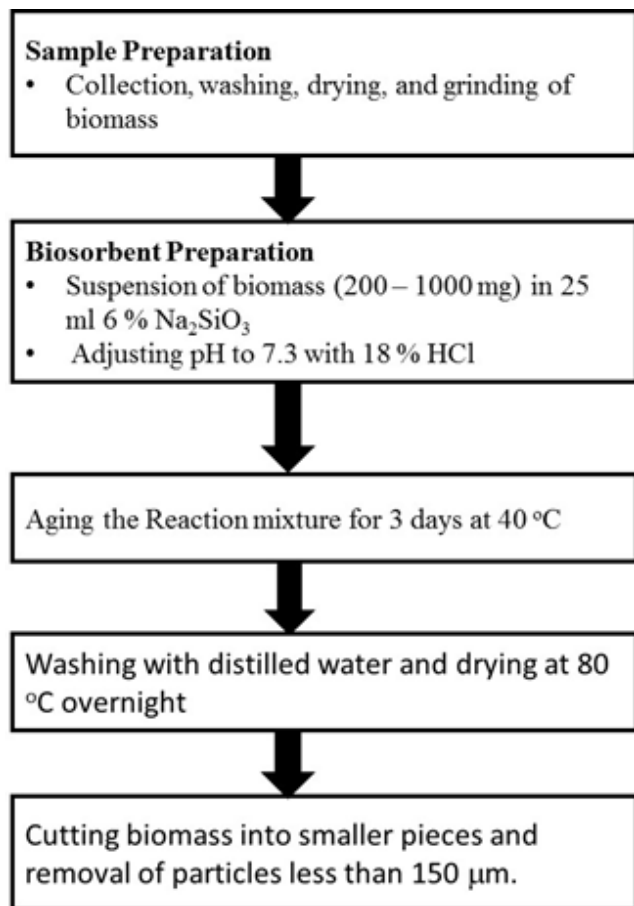 Sample Preparation
• Collection, washing, drying, and grinding of
biomass
Biosorbent Preparation
• Suspension of biomass (200 – 1000 mg) in 25
ml 6 % Na₂SiO₃
• Adjusting pH to 7.3 with 18 % HCl
Aging the Reaction mixture for 3 days at 40 °C
Washing with distilled water and drying at 80
°C overnight
Cutting biomass into smaller pieces and
removal of particles less than 150 µm.